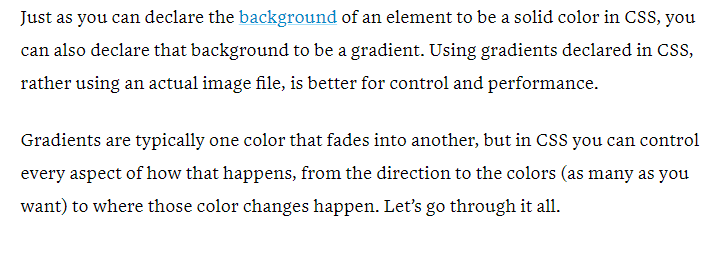 Just as you can declare the background of an element to be a solid color in CSS, you
can also declare that background to be a gradient. Using gradients declared in CSS,
rather using an actual image file, is better for control and performance.
Gradients are typically one color that fades into another, but in CSS you can control
every aspect of how that happens, from the direction to the colors (as many as you
want) to where those color changes happen. Let’s go through it all.